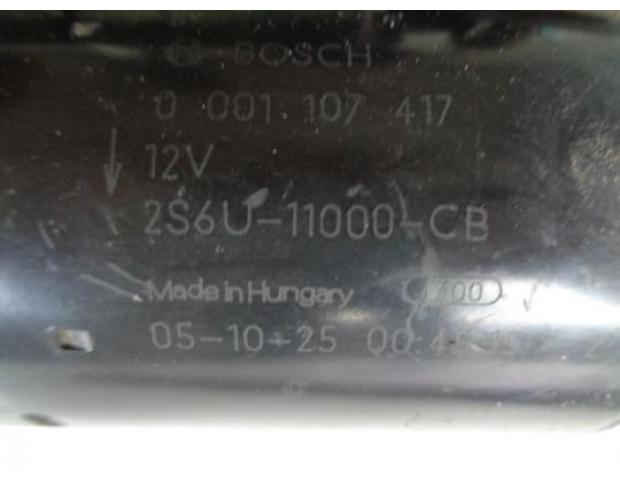 BOSCH
0 001 107 417
12V
2S6U-11000-CB
Made in Hungary
05-10-25